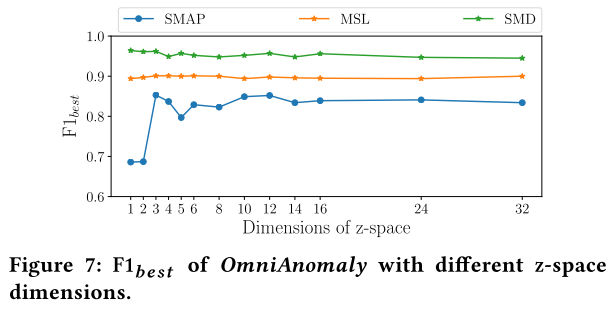 SMAP MSL SMD
1.0
0.9
0.8
0.7
0.6
F1best
1 2 3 4 5 6 8 10 12 14 16 24 32
Dimensions of z-space
Figure 7: F1best of OmniAnomaly with different z-space
dimensions.